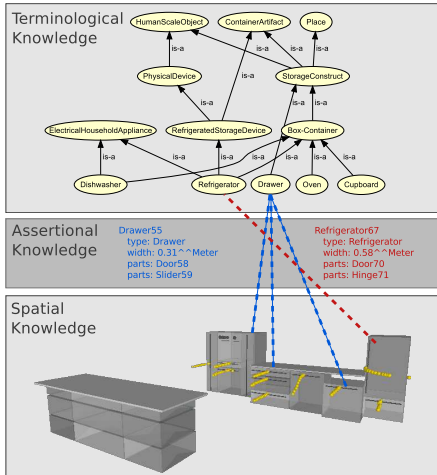 Terminological
Knowledge
HumanScaleObject
ContainerArtifact
Place
is-a
is-a
is-a
is-a
PhysicalDevice
is-a
StorageConstruct
is-a
is-a
is-a
is-a
ElectricalHouseholdAppliance
RefrigeratedStorageDevice
Box-Container
is-a
is-a
is-a
is-a
is-a
is-a
is-a
Dishwasher
Refrigerator
Drawer
Oven
Cupboard
Assertional
Knowledge
Drawer55
type: Drawer
width: 0.31^^Meter
parts: Door58
parts: Slider59
Refrigerator67
type: Refrigerator
width: 0.58^^Meter
parts: Door70
parts: Hinge71
Spatial
Knowledge